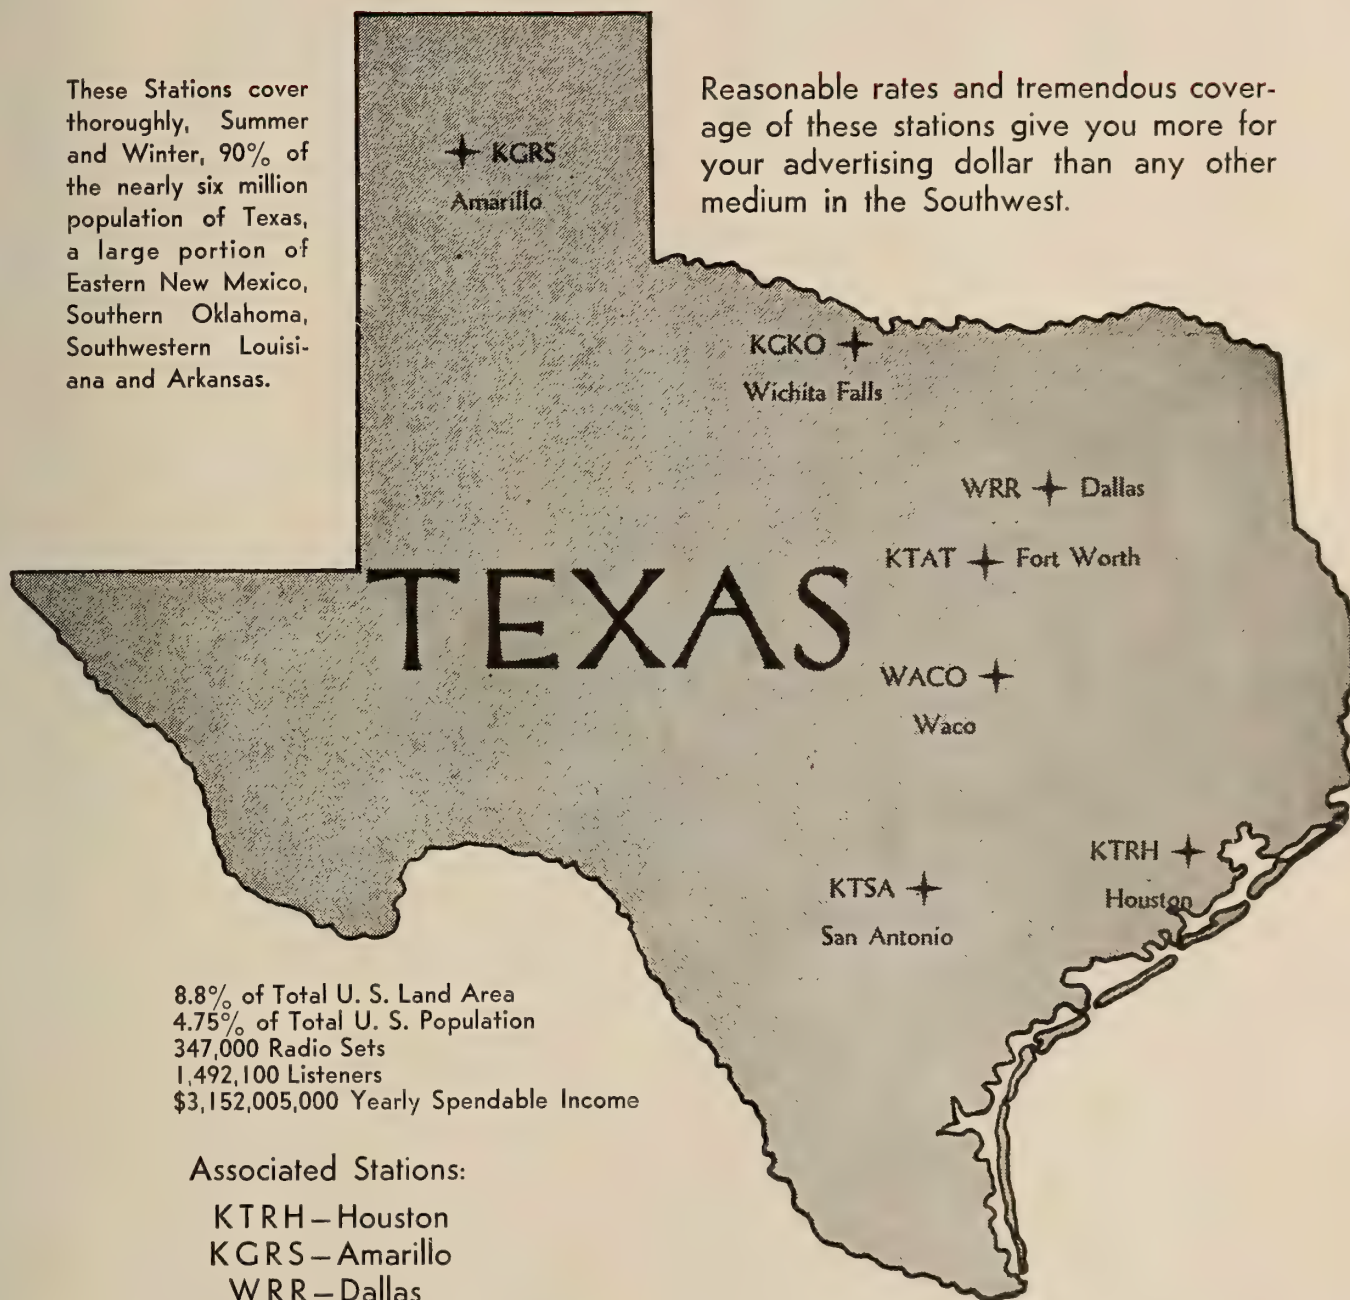 These Stations cover
thoroughly, Summer
and Winter, 90% of
the nearly six million
population of Texas,
a large portion of
Eastern New Mexico,
Southern Oklahoma,
Southwestern Louisi-
ana and Arkansas.
Reasonable rates and tremendous cover-
age of these stations give you more for
your advertising dollar than any other
medium in the Southwest.
KGRS
Amarillo
KGKO
Wichita Falls
WRR Dallas
KTAT Fort Worth
TEXAS
WACO
Waco
KTRH
Houston
KTSA
San Antonio
8.8% of Total U. S. Land Area
4.75% of Total U. S. Population
347,000 Radio Sets
1,492,100 Listeners
$3,152,005,000 Yearly Spendable Income
Associated Stations:
KTRH—Houston
KGRS—Amarillo
WRR—Dallas